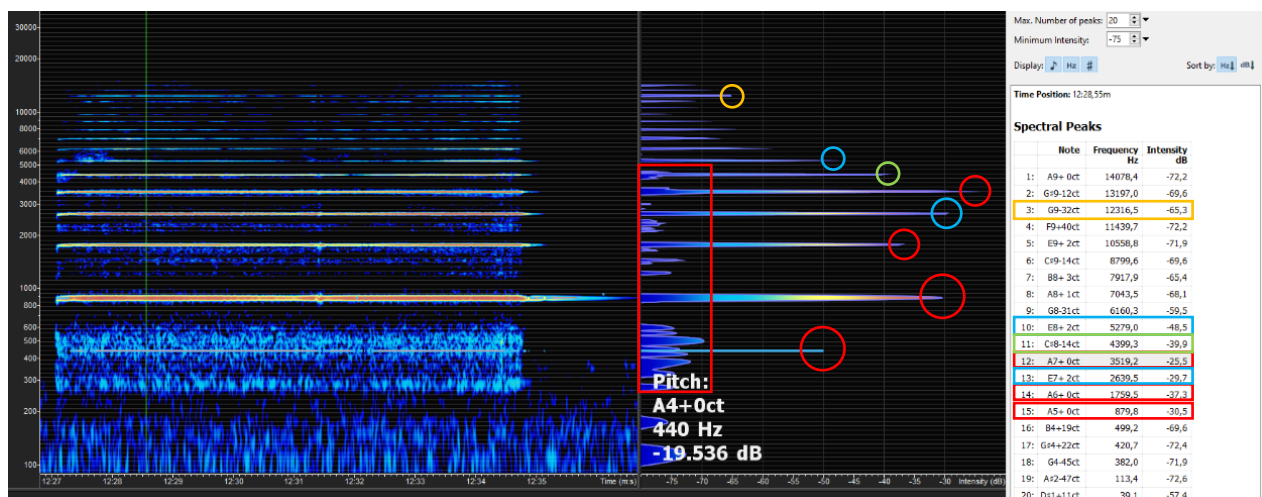 30000
20000
10000
8000
6000
5000
4000
3000
2000
1000
800
600
500
400
300
200
100
12:27 12:28 12:29 12:30 12:31 12:32 12:33 12:34 12:35 Time (m:s)
-75 -70 -65 -60 -55 -50 -45 -40 -35 -30 Intensity (dB)
Pitch:
A4+0ct
440 Hz
-19.536 dB
Max. Number of peaks: 20
Minimum Intensity: -75
Display: ♪ Hz # Sort by: Hz dB
Time Position: 12:28,55m
Spectral Peaks
Note Frequency Hz Intensity dB
1: A9+ 0ct 14078,4 -72,2
2: G♯9-12ct 13197,0 -69,6
3: G9-32ct 12316,5 -65,3
4: F9+40ct 11439,7 -72,2
5: E9+ 2ct 10558,8 -71,9
6: C♯9-14ct 8799,6 -69,6
7: B8+ 3ct 7917,9 -65,4
8: A8+ 1ct 7043,5 -68,1
9: G8-31ct 6160,3 -59,5
10: E8+ 2ct 5279,0 -48,5
11: C♯8-14ct 4399,3 -39,9
12: A7+ 0ct 3519,2 -25,5
13: E7+ 2ct 2639,5 -29,7
14: A6+ 0ct 1759,5 -37,3
15: A5+ 0ct 879,8 -30,5
16: B4+19ct 499,2 -69,6
17: G♯4+22ct 420,7 -72,4
18: G4-45ct 382,0 -71,9
19: A♯2-47ct 113,4 -72,6
20: D♯1+11ct 39,1 -57,4